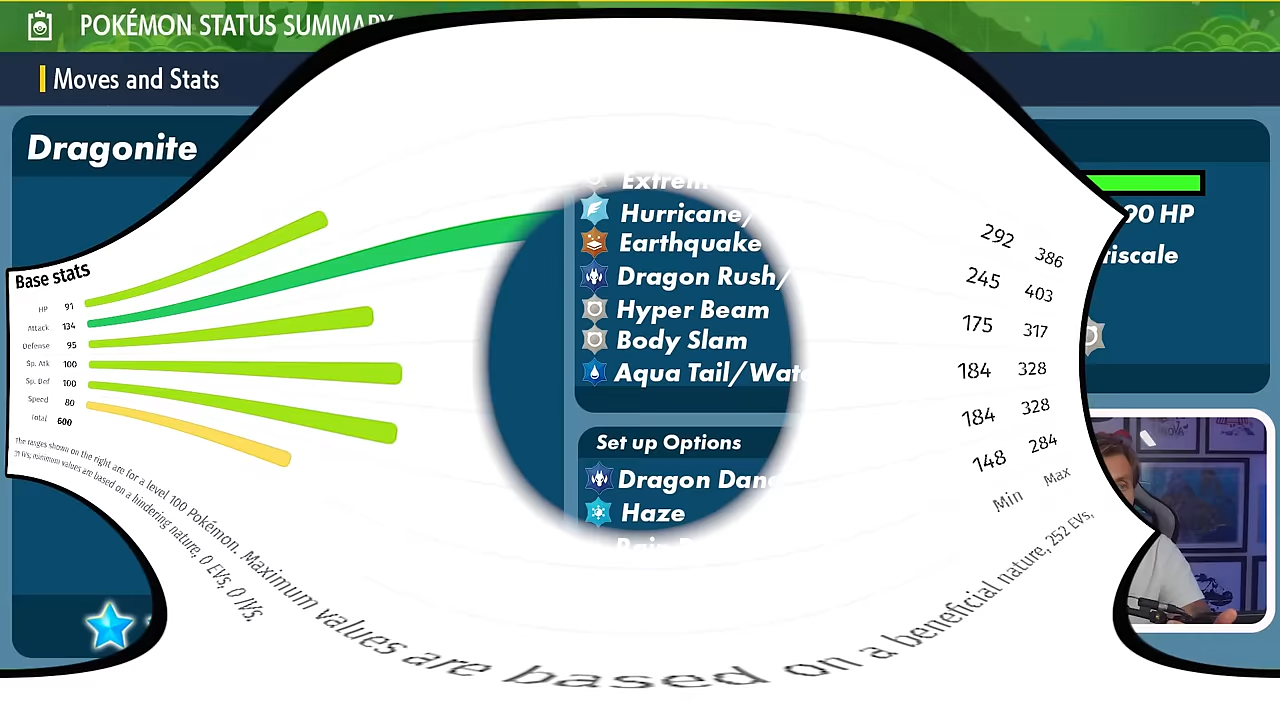 POKÉMON STATUS SUMMARY
Moves and Stats
Dragonite
Base stats
HP 91 292 386
Attack 134 245 403
Defense 95 175 317
Sp. Atk 100 184 328
Sp. Def 100 184 328
Speed 80 148 284
Total 600 Min Max
The ranges shown on the right are for a level 100 Pokémon. Maximum values are based on a beneficial nature, 252 EVs,
31 IVs; minimum values are based on a hindering nature, 0 EVs, 0 IVs.
Hurricane/
Earthquake
Dragon Rush/
Hyper Beam
Body Slam
Aqua Tail/
Set up Options
Dragon
Haze
HP